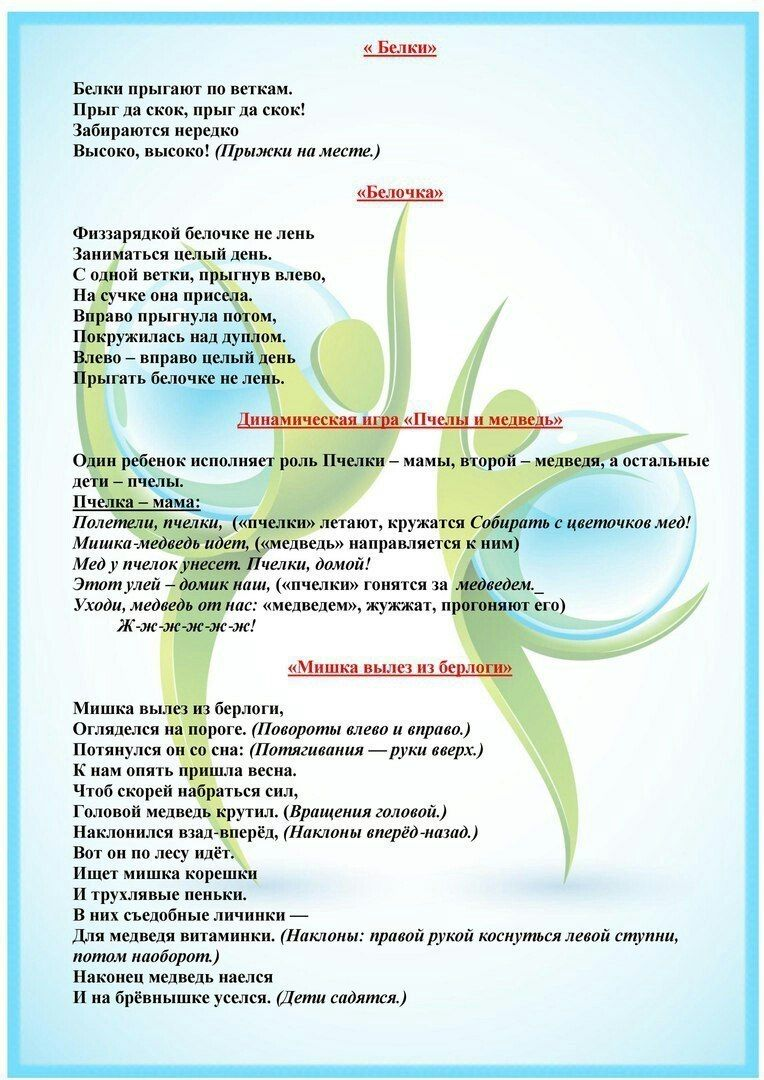 « Белки»
Белки прыгают по веткам.
Прыг да скок, прыг да скок!
Забираются нередко
Высоко, высоко! (Прыжки на месте.)
«Белочка»
Физзарядкой белочке не лень
Заниматься целый день.
С одной ветки, прыгнув влево,
На сучке она присела.
Вправо прыгнула потом,
Покружилась над дуплом.
Влево – вправо целый день
Прыгать белочке не лень.
Динамическая игра «Пчелы и медведь»
Один ребенок исполняет роль Пчелки – мамы, второй – медведя, а остальные
дети – пчелы.
Пчелка – мама:
Полетели, пчелки, («пчелки» летают, кружатся Собирать с цветочков мед!
Мишка-медведь идет, («медведь» направляется к ним)
Мед у пчелок унесет. Пчелки, домой!
Этот улей – домик наш, («пчелки» гонятся за медведем._
Уходи, медведь от нас: «медведем», жужжат, прогоняют его)
Ж-ж-ж-ж-ж-ж!
«Мишка вылез из берлоги»
Мишка вылез из берлоги,
Огляделся на пороге. (Повороты влево и вправо.)
Потянулся он со сна: (Потягивания — руки вверх.)
К нам опять пришла весна.
Чтоб скорей набраться сил,
Головой медведь крутил. (Вращения головой.)
Наклонился взад-вперёд, (Наклоны вперёд-назад.)
Вот он по лесу идёт.
Ищет мишка корешки
И трухлявые пеньки.
В них съедобные личинки —
Для медведя витаминки. (Наклоны: правой рукой коснуться левой ступни,
потом наоборот.)
Наконец медведь наелся
И на брёвнышке уселся. (Дети садятся.)